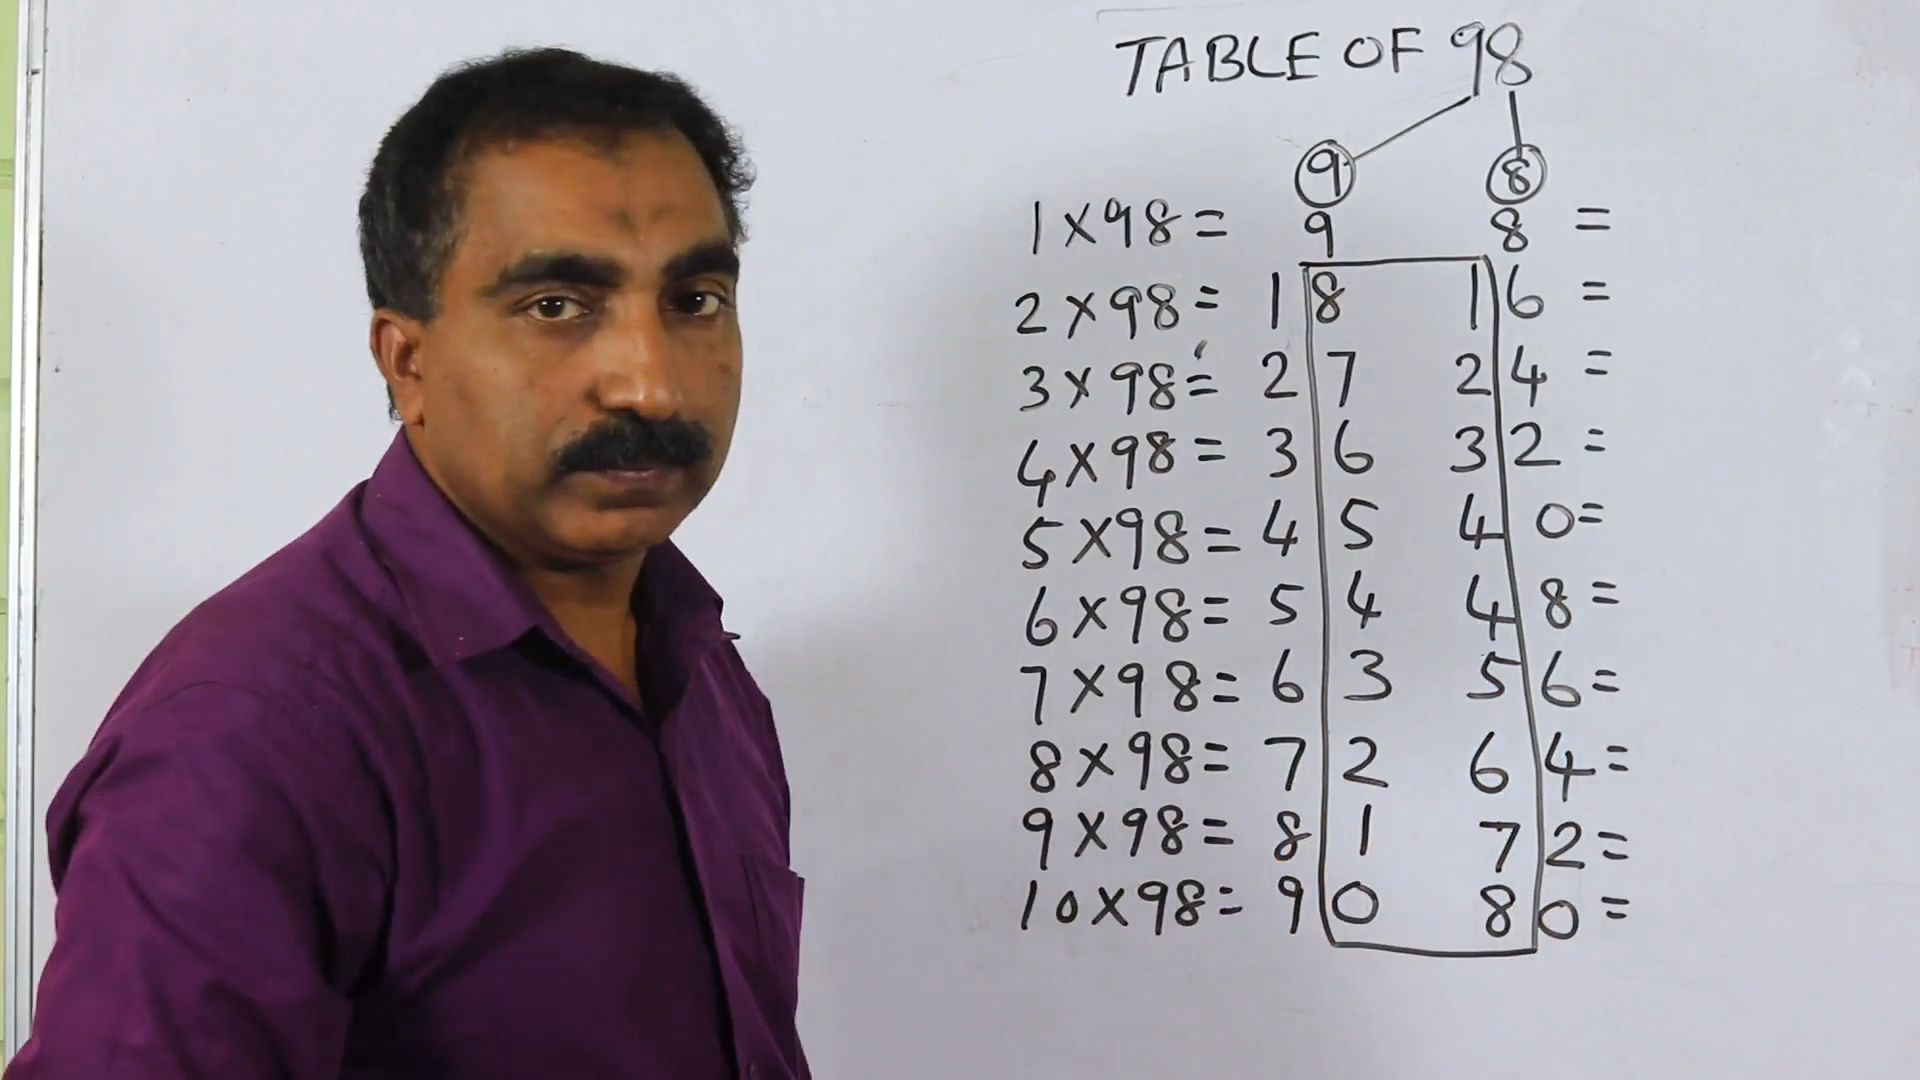 TABLE OF 98
9 8
1 x 98 = 9 8 =
2 x 98 = 1 8 1 6 =
3 x 98 = 2 7 2 4 =
4 x 98 = 3 6 3 2 =
5 x 98 = 4 5 4 0 =
6 x 98 = 5 4 4 8 =
7 x 98 = 6 3 5 6 =
8 x 98 = 7 2 6 4 =
9 x 98 = 8 1 7 2 =
10 x 98 = 9 0 8 0 =